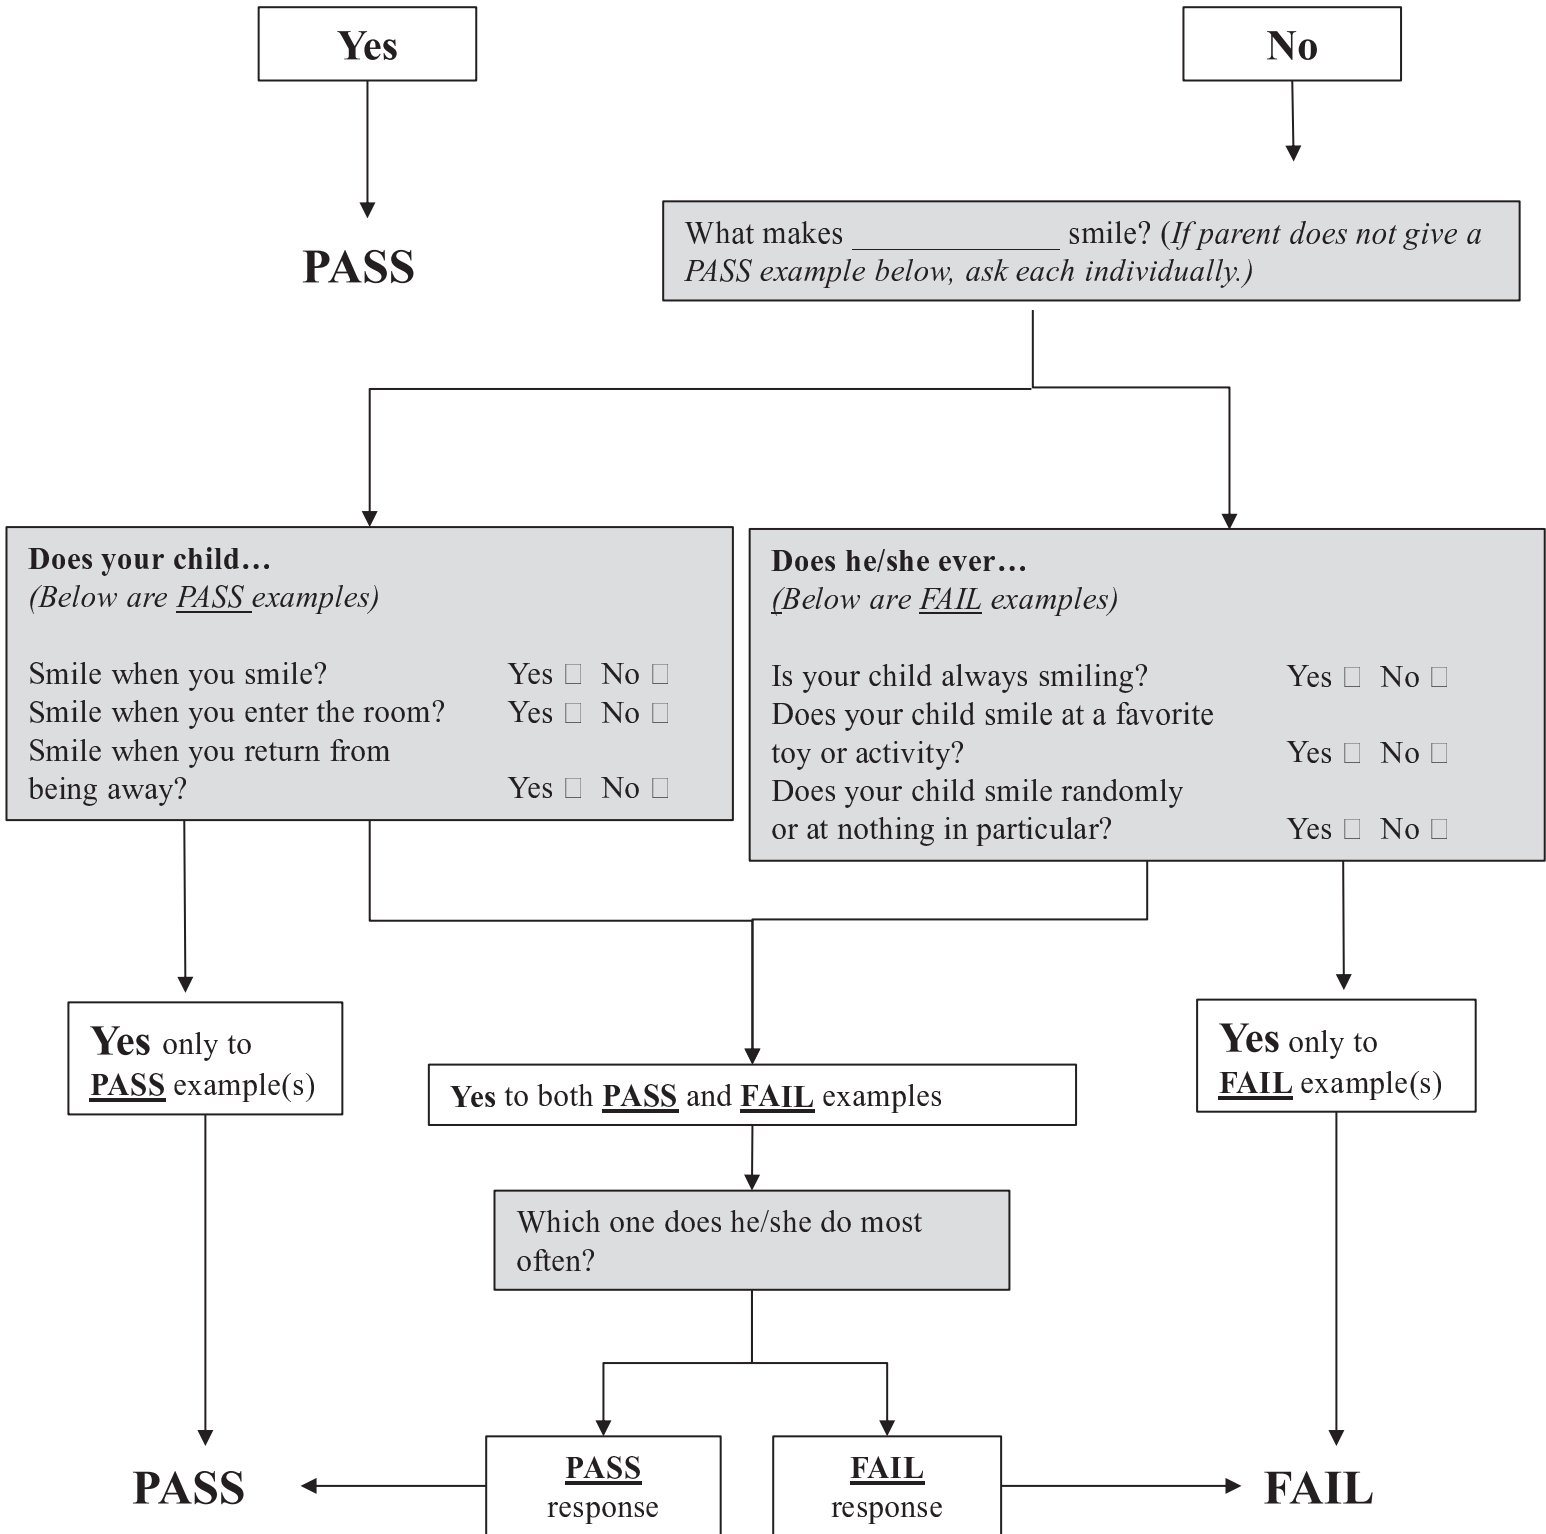 Yes
No
PASS
What makes _____________ smile? (If parent does not give a
PASS example below, ask each individually.)
Does your child…
(Below are PASS examples)
Smile when you smile? Yes □ No □
Smile when you enter the room? Yes □ No □
Smile when you return from
being away? Yes □ No □
Does he/she ever…
(Below are FAIL examples)
Is your child always smiling? Yes □ No □
Does your child smile at a favorite
toy or activity? Yes □ No □
Does your child smile randomly
or at nothing in particular? Yes □ No □
Yes only to
PASS example(s)
Yes to both PASS and FAIL examples
Yes only to
FAIL example(s)
Which one does he/she do most
often?
PASS
PASS
response
FAIL
response
FAIL